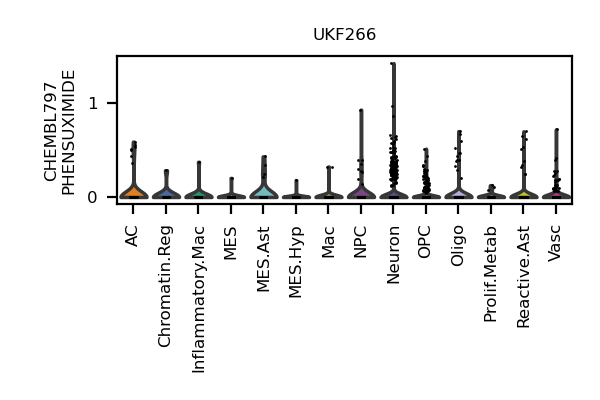 UKF266
CHEMBL797
PHENSUXIMIDE
1
0
AC
Chromatin.Reg
Inflammatory.Mac
MES
MES.Ast
MES.Hyp
Mac
NPC
Neuron
OPC
Oligo
Prolif.Metab
Reactive.Ast
Vasc